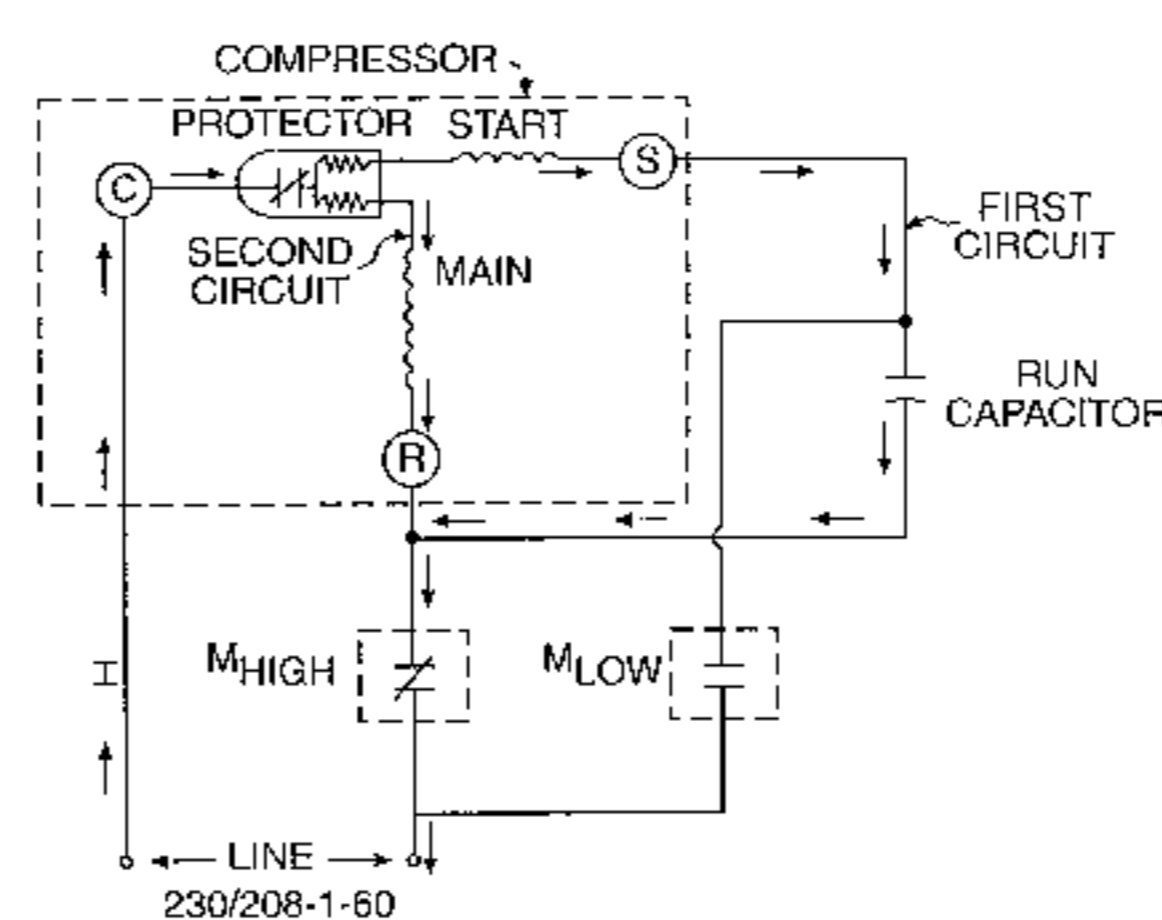 COMPRESSOR
PROTECTOR START
C
S
FIRST
CIRCUIT
SECOND
CIRCUIT
MAIN
RUN
CAPACITOR
R
MHIGH
MLOW
I
LINE
230/208-1-60